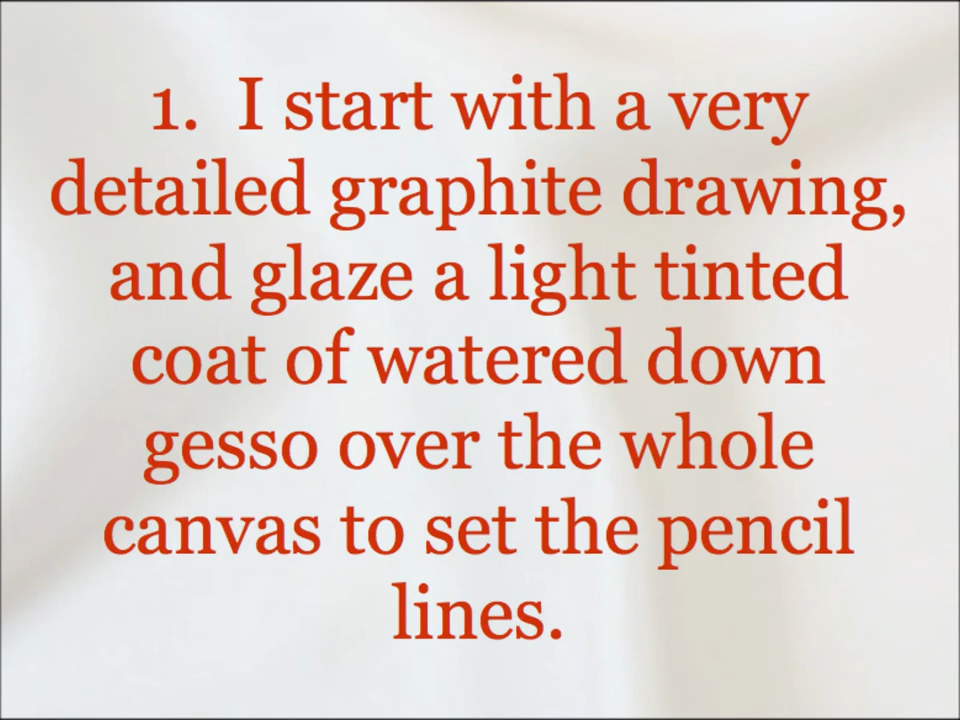 1.  I start with a very
detailed graphite drawing,
and glaze a light tinted
coat of watered down
gesso over the whole
canvas to set the pencil
lines.